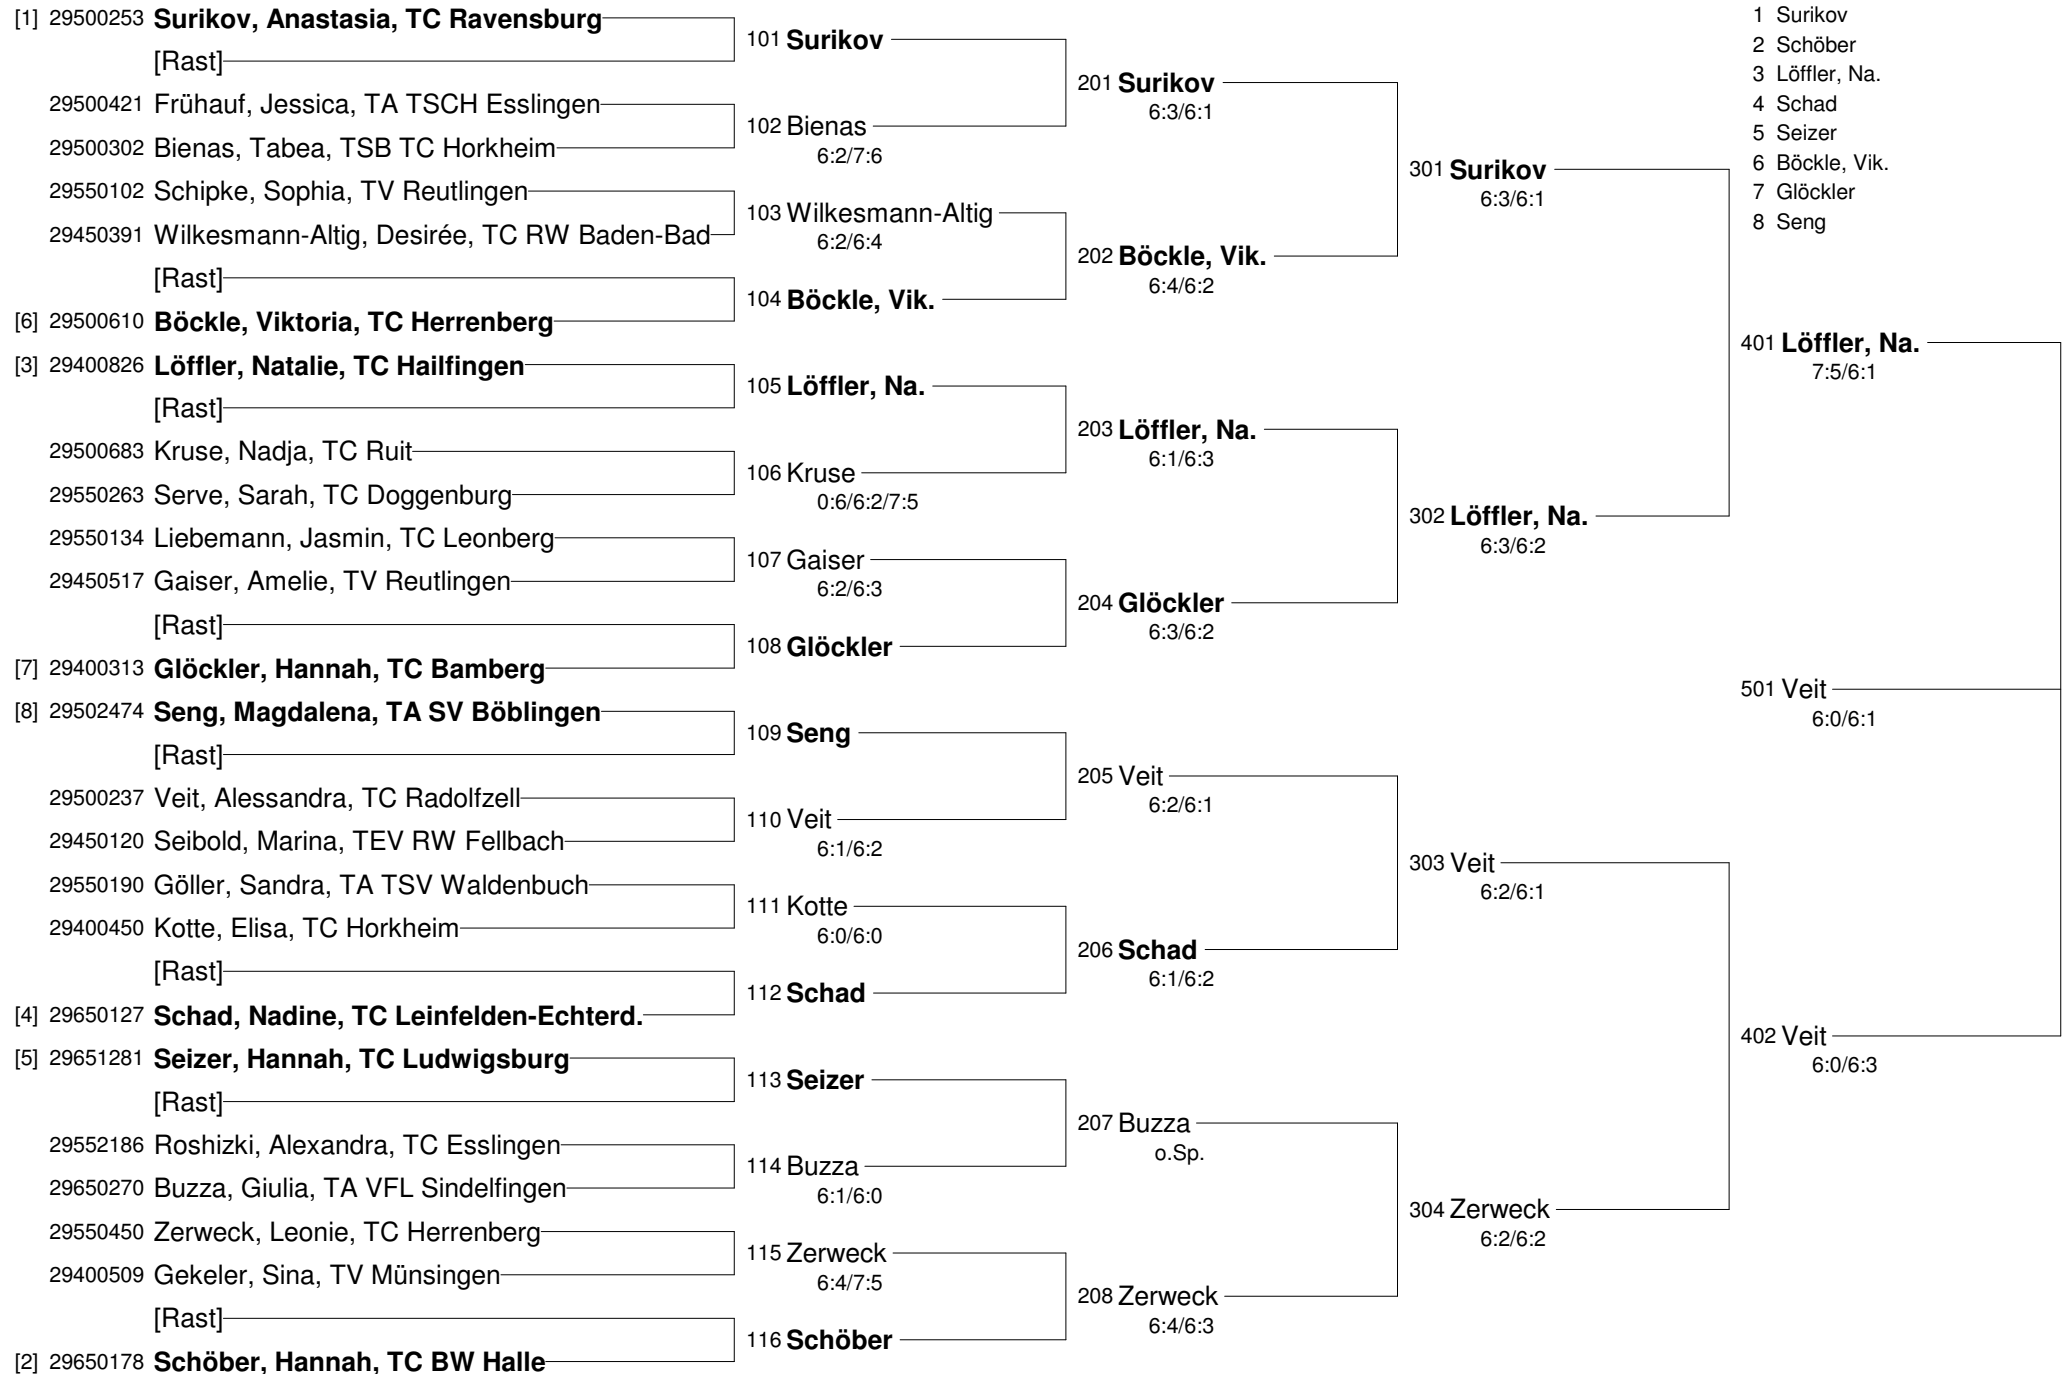 [1] 29500253 Surikov, Anastasia, TC Ravensburg
[Rast]
29500421 Frühauf, Jessica, TA TSCH Esslingen
29500302 Bienas, Tabea, TSB TC Horkheim
29550102 Schipke, Sophia, TV Reutlingen
29450391 Wilkesmann-Altig, Desirée, TC RW Baden-Bad
[Rast]
[6] 29500610 Böckle, Viktoria, TC Herrenberg
[3] 29400826 Löffler, Natalie, TC Hailfingen
[Rast]
29500683 Kruse, Nadja, TC Ruit
29550263 Serve, Sarah, TC Doggenburg
29550134 Liebemann, Jasmin, TC Leonberg
29450517 Gaiser, Amelie, TV Reutlingen
[Rast]
[7] 29400313 Glöckler, Hannah, TC Bamberg
[8] 29502474 Seng, Magdalena, TA SV Böblingen
[Rast]
29500237 Veit, Alessandra, TC Radolfzell
29450120 Seibold, Marina, TEV RW Fellbach
29550190 Göller, Sandra, TA TSV Waldenbuch
29400450 Kotte, Elisa, TC Horkheim
[Rast]
[4] 29650127 Schad, Nadine, TC Leinfelden-Echterd.
[5] 29651281 Seizer, Hannah, TC Ludwigsburg
[Rast]
29552186 Roshizki, Alexandra, TC Esslingen
29650270 Buzza, Giulia, TA VFL Sindelfingen
29550450 Zerweck, Leonie, TC Herrenberg
29400509 Gekeler, Sina, TV Münsingen
[Rast]
[2] 29650178 Schöber, Hannah, TC BW Halle
101 Surikov
102 Bienas
6:2/7:6
103 Wilkesmann-Altig
6:2/6:4
104 Böckle, Vik.
105 Löffler, Na.
106 Kruse
0:6/6:2/7:5
107 Gaiser
6:2/6:3
108 Glöckler
109 Seng
110 Veit
6:1/6:2
111 Kotte
6:0/6:0
112 Schad
113 Seizer
114 Buzza
6:1/6:0
115 Zerweck
6:4/7:5
116 Schöber
201 Surikov
6:3/6:1
202 Böckle, Vik.
6:4/6:2
203 Löffler, Na.
6:1/6:3
204 Glöckler
6:3/6:2
205 Veit
6:2/6:1
206 Schad
6:1/6:2
207 Buzza
o.Sp.
208 Zerweck
6:4/6:3
301 Surikov
6:3/6:1
302 Löffler, Na.
6:3/6:2
303 Veit
6:2/6:1
304 Zerweck
6:2/6:2
1 Surikov
2 Schöber
3 Löffler, Na.
4 Schad
5 Seizer
6 Böckle, Vik.
7 Glöckler
8 Seng
401 Löffler, Na.
7:5/6:1
501 Veit
6:0/6:1
402 Veit
6:0/6:3